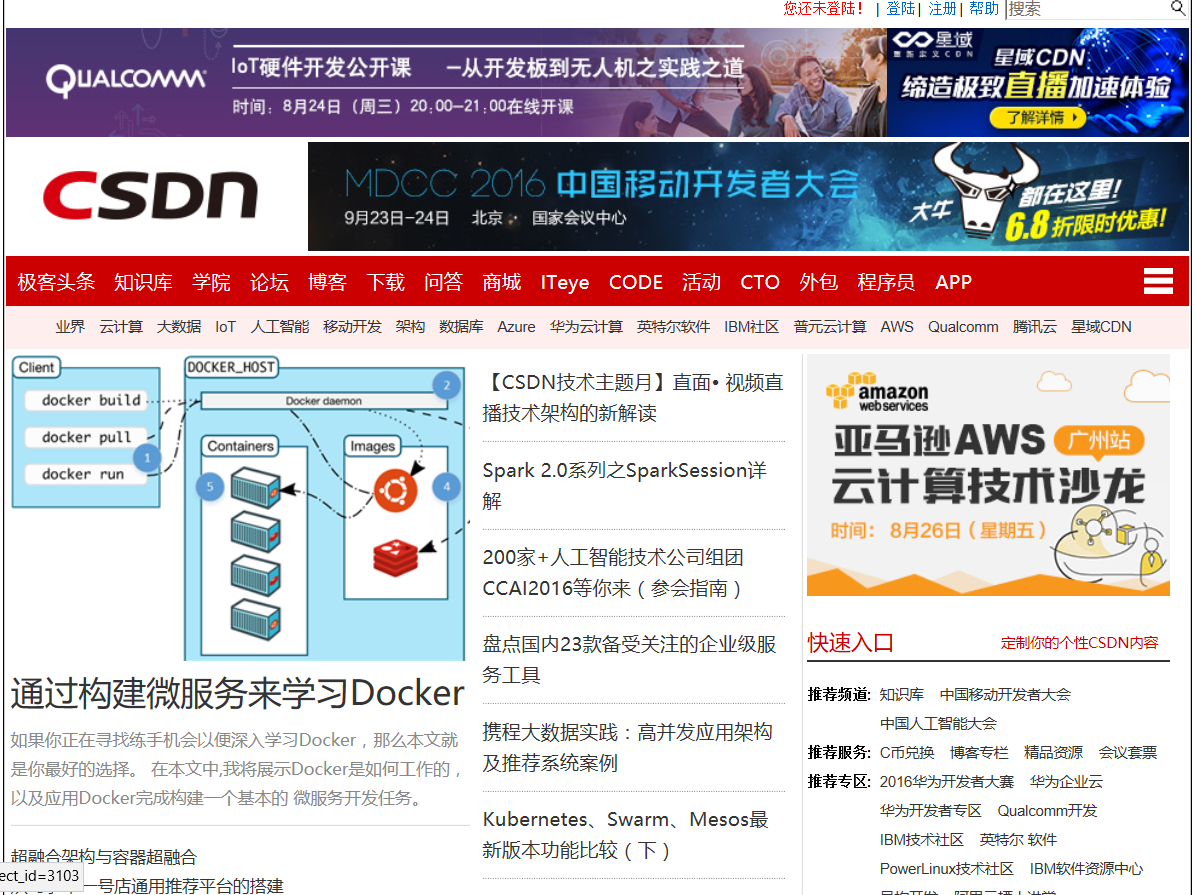 您还未登陆！ | 登陆| 注册| 帮助 搜索
QUALCOMM
IoT硬件开发公开课 —从开发板到无人机之实践之道
时间：8月24日（周三）20:00—21:00在线开课
星域
重新定义CDN
星域CDN
缔造极致直播加速体验
了解详情
CSDN
MDCC 2016 中国移动开发者大会
9月23日—24日 北京 · 国家会议中心
大牛
都在这里!
6.8折限时优惠!
极客头条 知识库 学院 论坛 博客 下载 问答 商城 ITeye CODE 活动 CTO 外包 程序员 APP
业界 云计算 大数据 IoT 人工智能 移动开发 架构 数据库 Azure 华为云计算 英特尔软件 IBM社区 普元云计算 AWS Qualcomm 腾讯云 星域CDN
Client
docker build
docker pull
docker run
1
DOCKER_HOST
2
Docker daemon
Containers
Images
5
4
通过构建微服务来学习Docker
如果你正在寻找练手机会以便深入学习Docker，那么本文就
是你最好的选择。 在本文中,我将展示Docker是如何工作的，
以及应用Docker完成构建一个基本的 微服务开发任务。
超融合架构与容器超融合
一号店通用推荐平台的搭建
ect_id=3103
【CSDN技术主题月】直面• 视频直
播技术架构的新解读
Spark 2.0系列之SparkSession详
解
200家+人工智能技术公司组团
CCAI2016等你来（参会指南）
盘点国内23款备受关注的企业级服
务工具
携程大数据实践：高并发应用架构
及推荐系统案例
Kubernetes、Swarm、Mesos最
新版本功能比较（下）
amazon
web services
亚马逊AWS 广州站
云计算技术沙龙
时间： 8月26日（星期五）
快速入口 定制你的个性CSDN内容
推荐频道: 知识库 中国移动开发者大会
中国人工智能大会
推荐服务: C币兑换 博客专栏 精品资源 会议套票
推荐专区: 2016华为开发者大赛 华为企业云
华为开发者专区 Qualcomm开发
IBM技术社区 英特尔 软件
PowerLinux技术社区 IBM软件资源中心